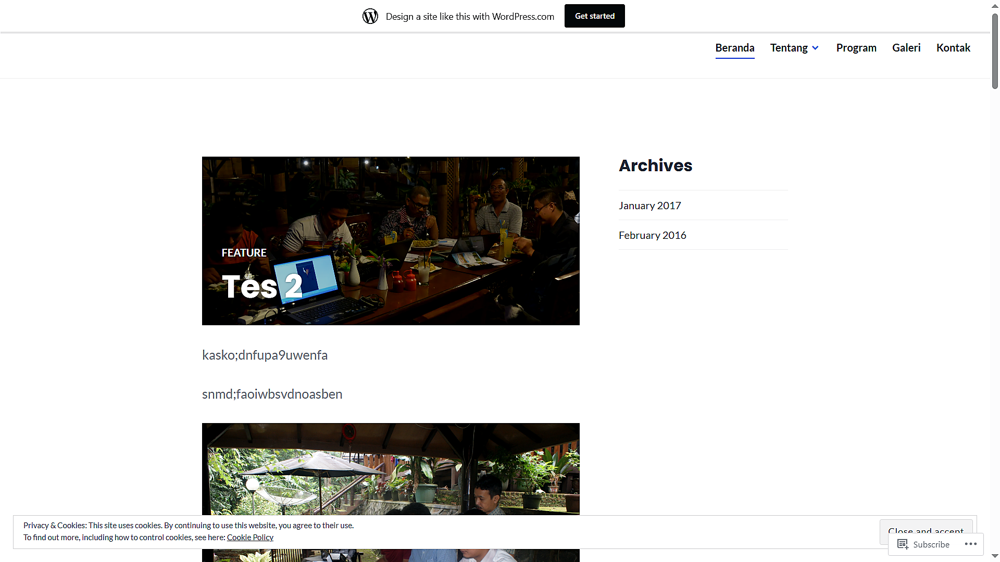 Design a site like this with WordPress.com
Get started
Beranda
Tentang
Program
Galeri
Kontak
FEATURE
Tes 2
Archives
January 2017
February 2016
kasko;dnfupa9uwenfa
snmd;faoiwbsvdnoasben
Privacy & Cookies: This site uses cookies. By continuing to use this website, you agree to their use.
To find out more, including how to control cookies, see here: Cookie Policy
Close and accept
Subscribe